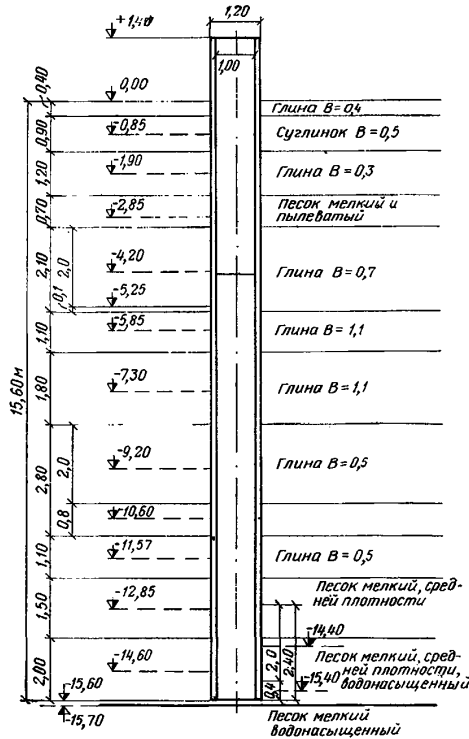 1,20
+1,40
1,00
0,40
0,00
Глина В=0,4
0,90
-0,85
Суглинок В=0,5
1,20
-1,90
Глина В=0,3
0,70
-2,85
Песок мелкий и
пылеватый
2,10
2,0
-4,20
Глина В=0,7
0,1
-5,25
1,10
-5,85
Глина В=1,1
15,60 м
1,80
-7,30
Глина В=1,1
2,80
2,0
-9,20
Глина В=0,5
0,8
-10,60
1,10
-11,57
Глина В=0,5
1,50
-12,85
Песок мелкий, сред-
ней плотности
-14,40
2,00
-14,60
2,0
2,40
0,4
Песок мелкий, сред-
ней плотности,
водонасыщенный
-15,40
-15,60
-15,70
Песок мелкий
водонасыщенный